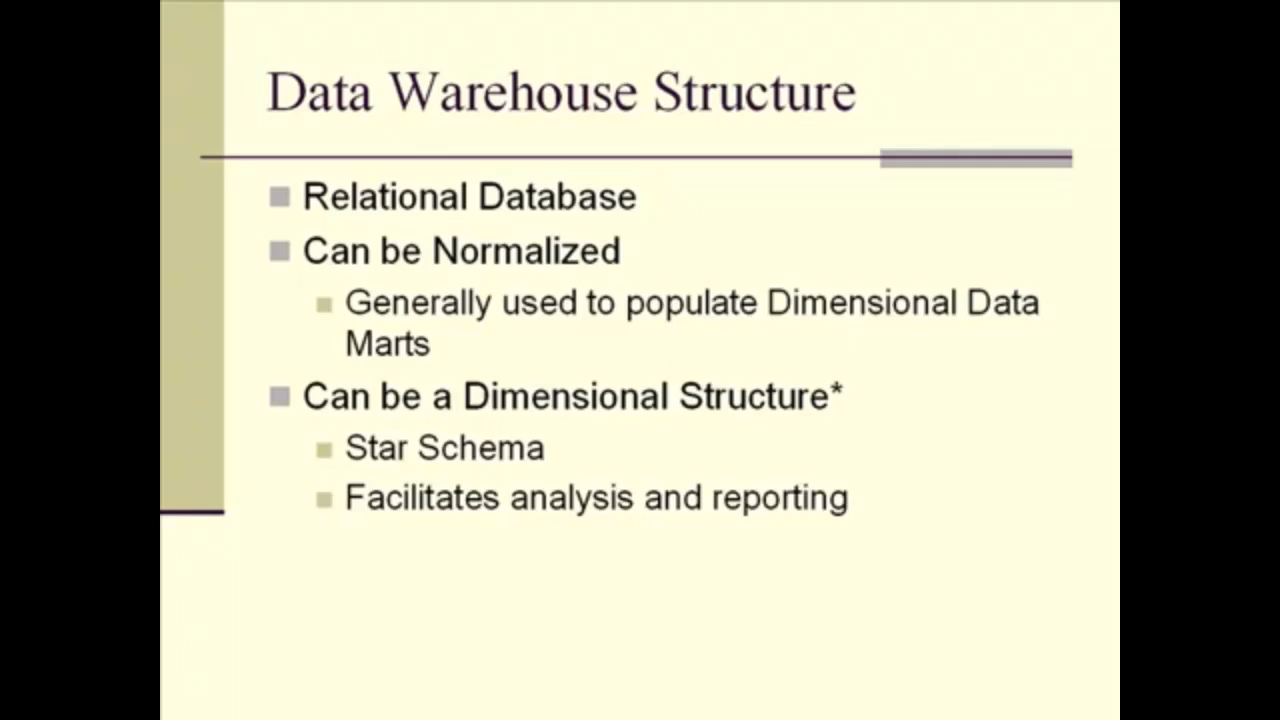 Data Warehouse Structure
Relational Database
Can be Normalized
Generally used to populate Dimensional Data
Marts
Can be a Dimensional Structure*
Star Schema
Facilitates analysis and reporting